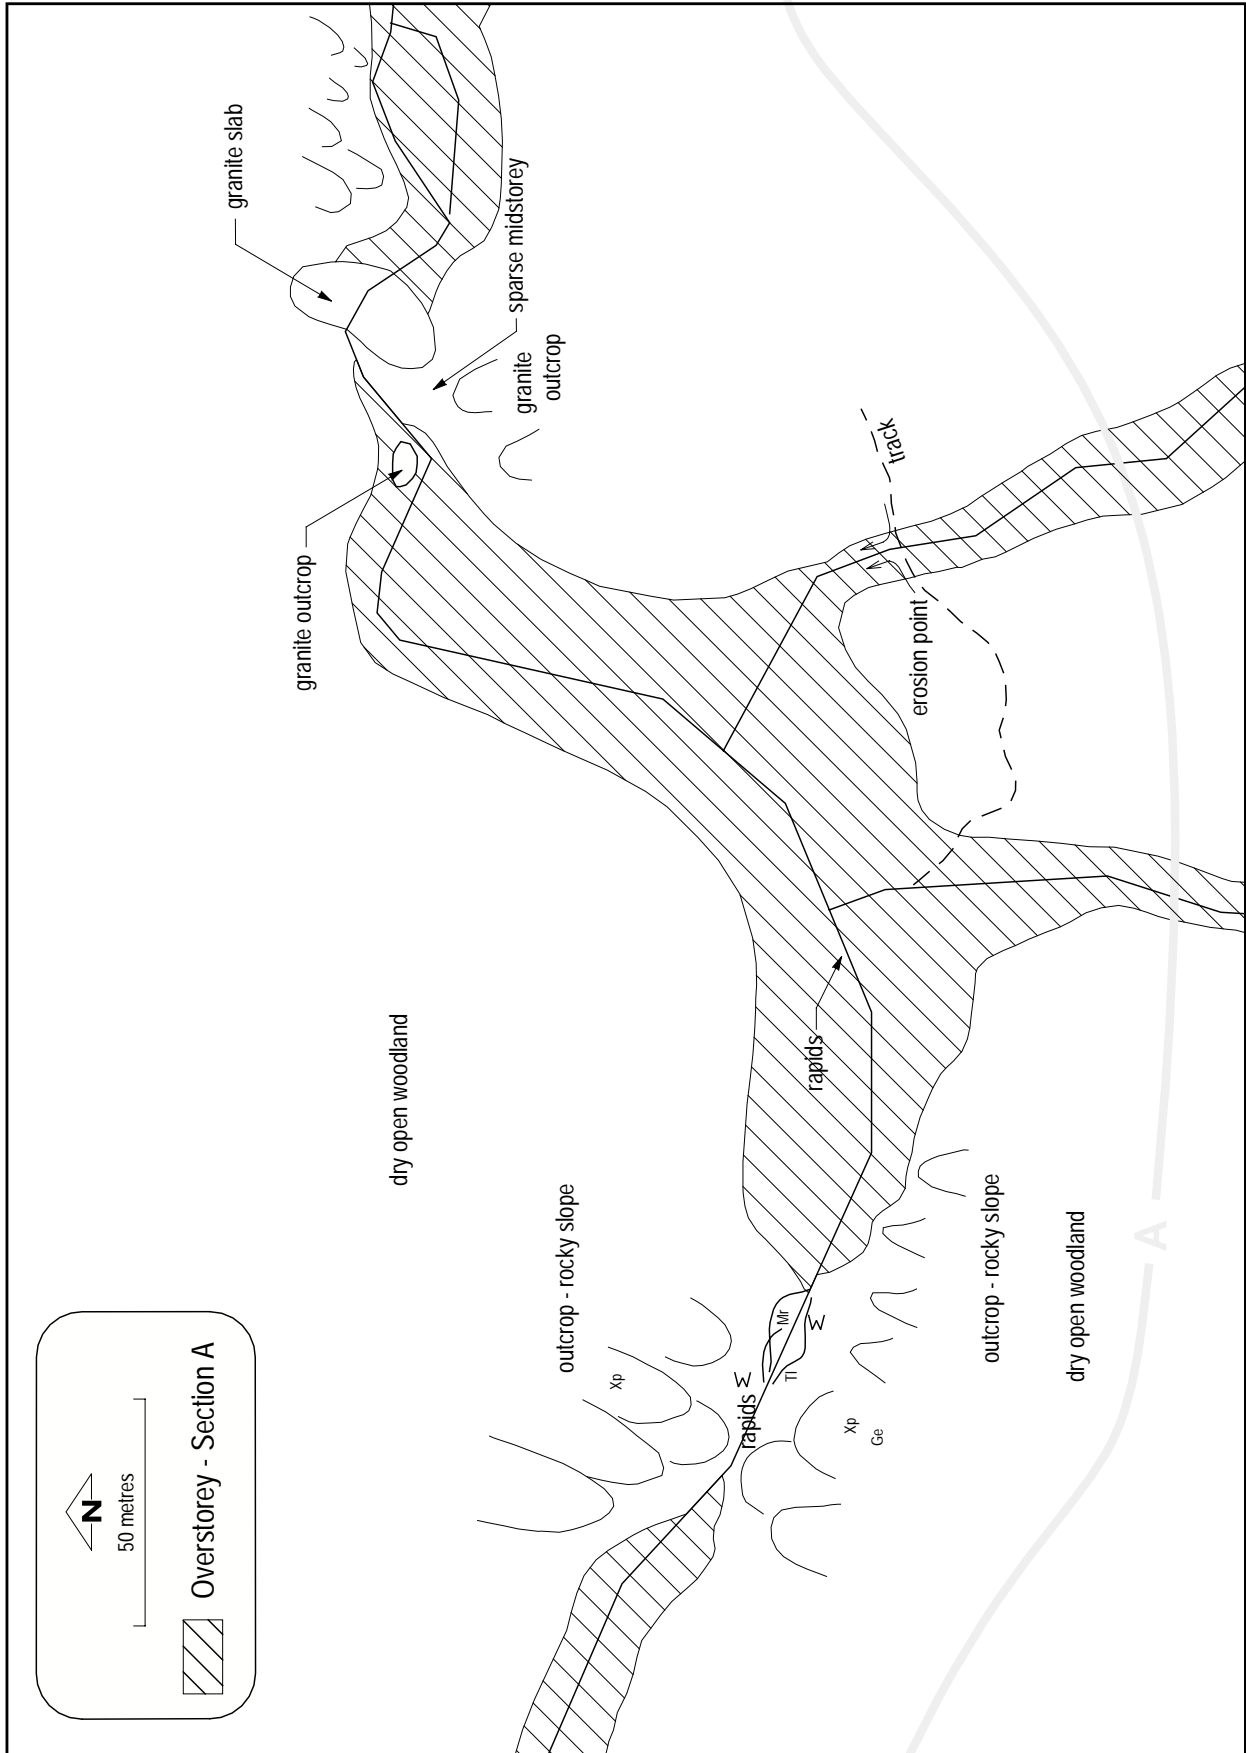 N
50 metres
Overstorey - Section A
granite slab
sparse midstorey
granite
outcrop
granite outcrop
track
erosion point
rapids
dry open woodland
outcrop - rocky slope
Xp
rapids
Mr
Tl
Xp
Ge
outcrop - rocky slope
dry open woodland
A